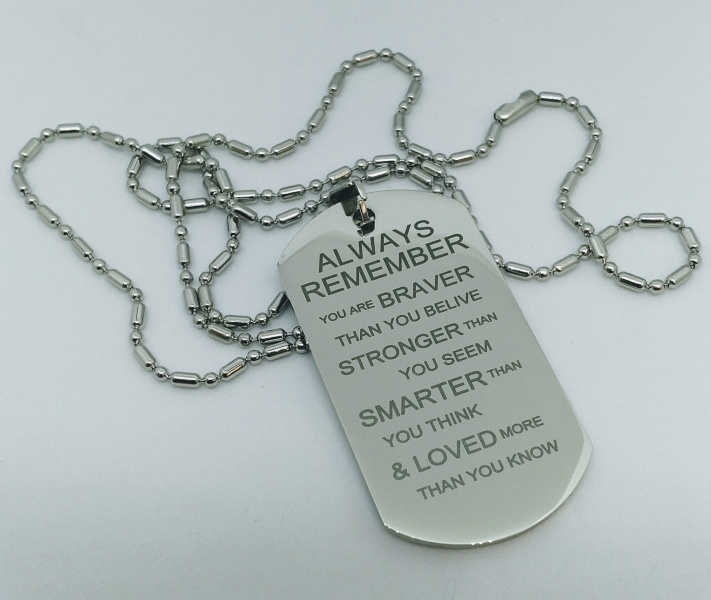 ALWAYS
REMEMBER
YOU ARE BRAVER
THAN YOU BELIVE
STRONGER THAN
YOU SEEM
SMARTER THAN
YOU THINK
& LOVED MORE
THAN YOU KNOW